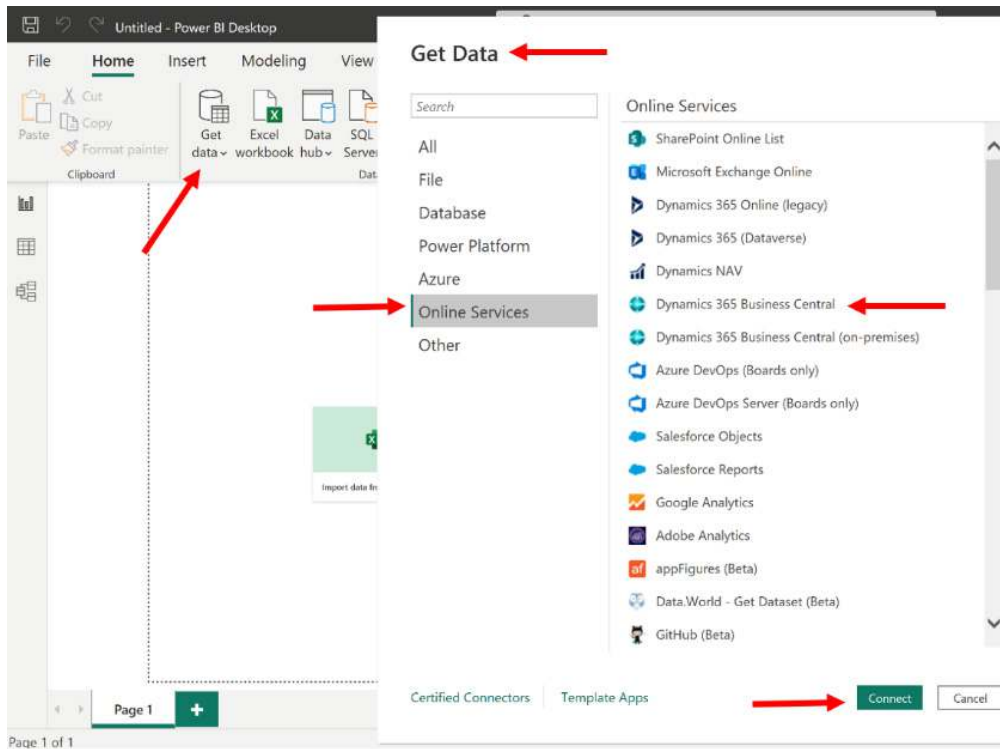 Untitled - Power BI Desktop
File Home Insert Modeling View
Paste
Cut
Copy
Format painter
Clipboard
Get data
Excel workbook
Data hub
SQL Server
Import data
Page 1
Page 1 of 1
Get Data
Search
All
File
Database
Power Platform
Azure
Online Services
Other
Online Services
SharePoint Online List
Microsoft Exchange Online
Dynamics 365 Online (legacy)
Dynamics 365 (Dataverse)
Dynamics NAV
Dynamics 365 Business Central
Dynamics 365 Business Central (on-premises)
Azure DevOps (Boards only)
Azure DevOps Server (Boards only)
Salesforce Objects
Salesforce Reports
Google Analytics
Adobe Analytics
appFigures (Beta)
Data.World - Get Dataset (Beta)
GitHub (Beta)
Certified Connectors Template Apps
Connect Cancel